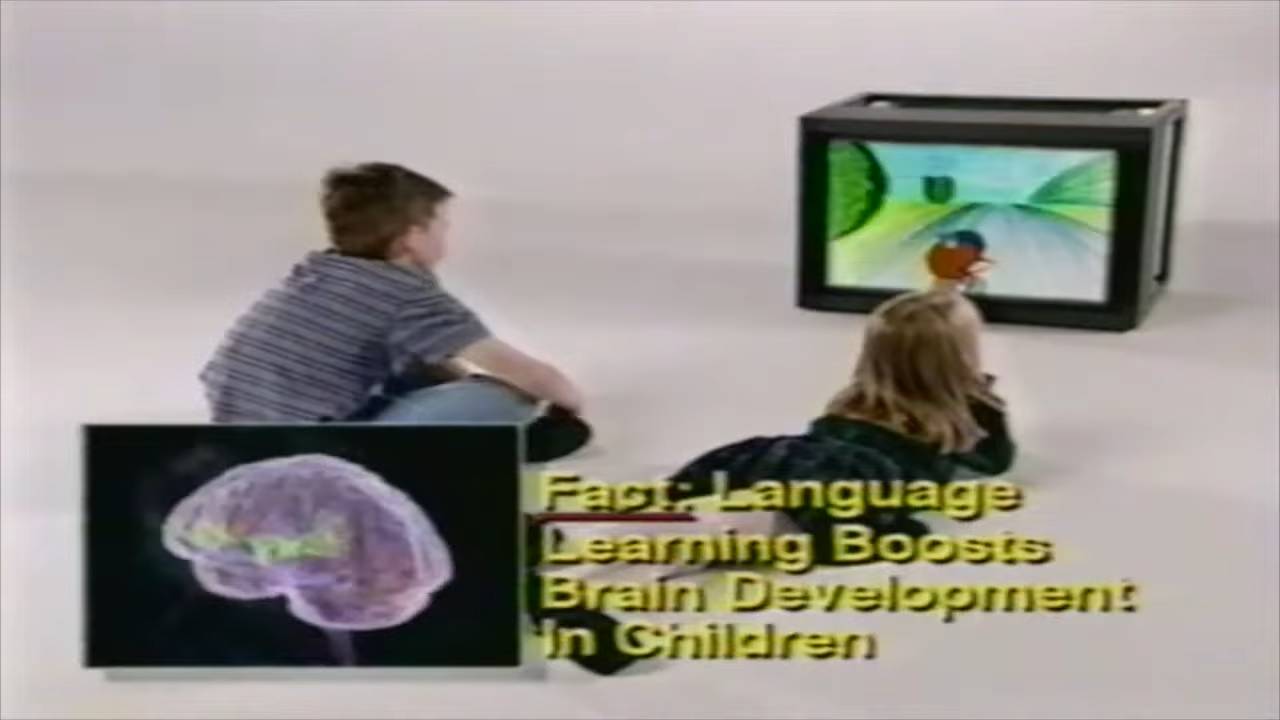 Fact: Language
Learning Boosts
Brain Development
In Children